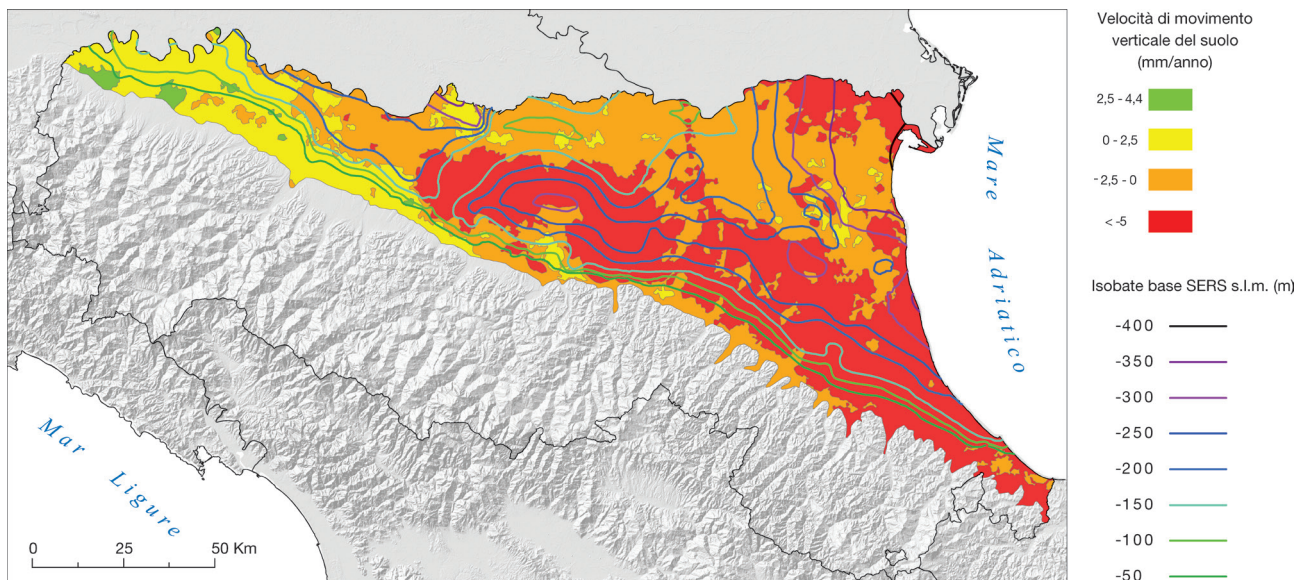 Velocità di movimento
verticale del suolo
(mm/anno)
2,5 - 4,4
0 - 2,5
-2,5 - 0
< -5
Isobate base SERS s.l.m. (m)
-400
-350
-300
-250
-200
-150
-100
-50
Mare Adriatico
Mar Ligure
0 25 50 Km